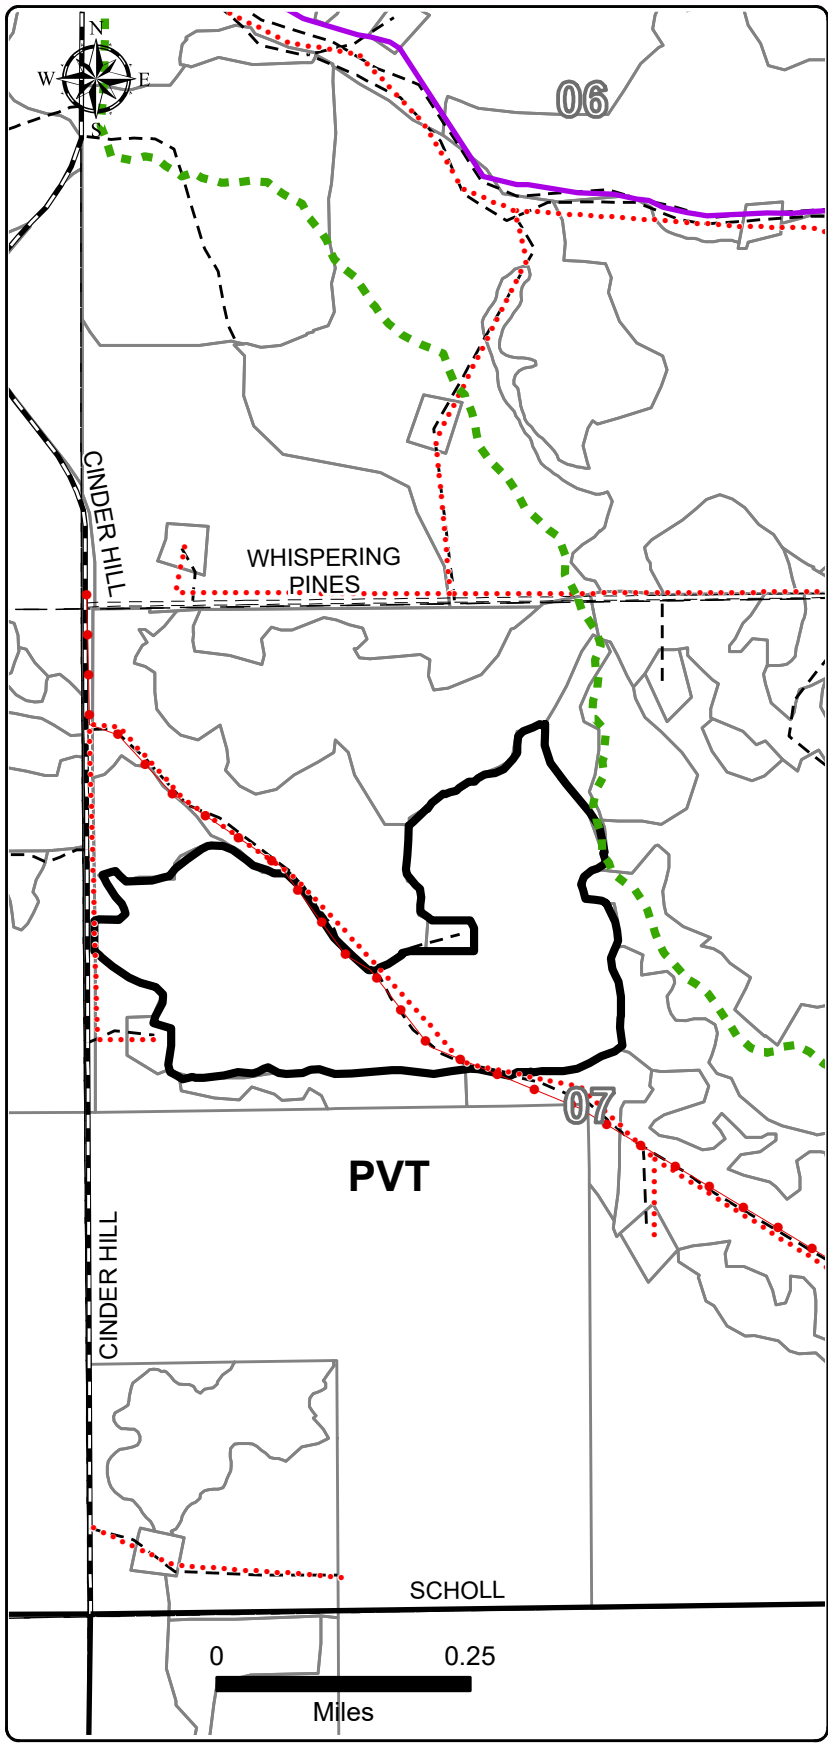 N
W E
S
06
CINDER HILL
WHISPERING
PINES
07
PVT
CINDER HILL
SCHOLL
0 0.25
Miles